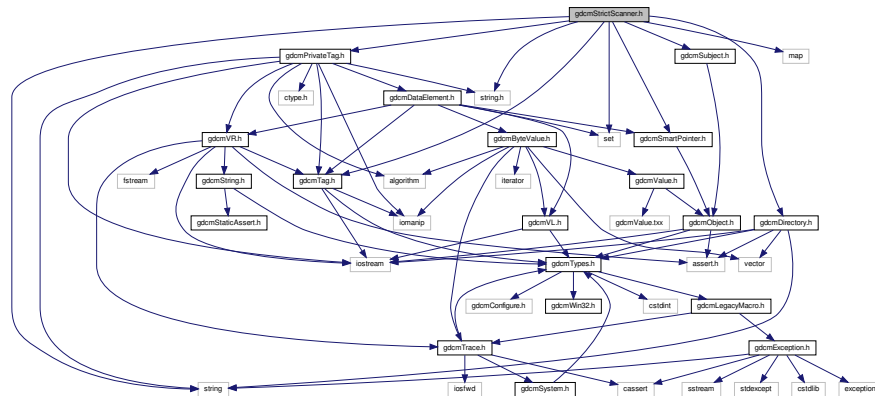 gdcmStrictScanner.h
gdcmPrivateTag.h
gdcmSubject.h
map
ctype.h
gdcmDataElement.h
string.h
gdcmVR.h
gdcmByteValue.h
set
gdcmSmartPointer.h
fstream
gdcmString.h
gdcmTag.h
algorithm
iterator
gdcmValue.h
gdcmStaticAssert.h
iomanip
gdcmVL.h
gdcmValue.txx
gdcmObject.h
gdcmDirectory.h
iostream
gdcmTypes.h
assert.h
vector
gdcmConfigure.h
gdcmWin32.h
cstdint
gdcmLegacyMacro.h
gdcmTrace.h
gdcmException.h
string
iosfwd
gdcmSystem.h
cassert
sstream
stdexcept
cstdlib
exception